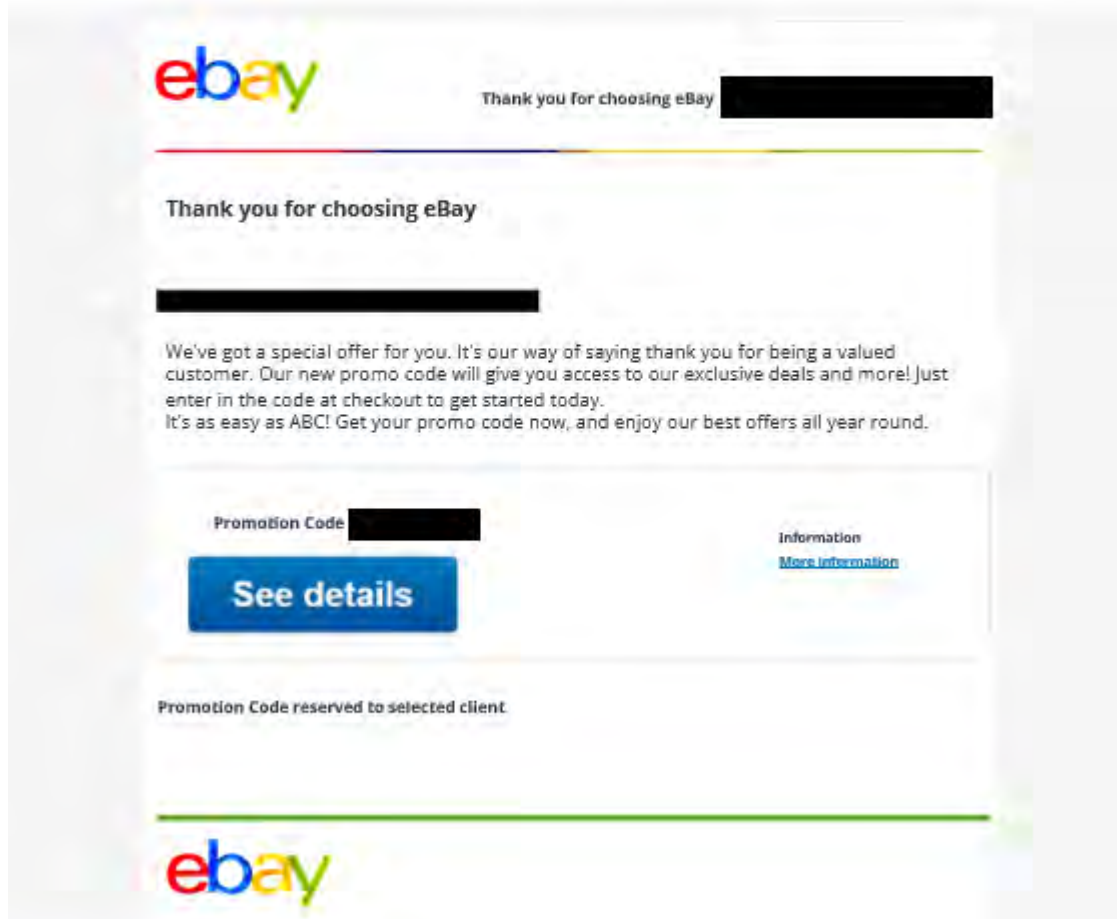 ebay
Thank you for choosing eBay
Thank you for choosing eBay
We've got a special offer for you. It's our way of saying thank you for being a valued
customer. Our new promo code will give you access to our exclusive deals and more! Just
enter in the code at checkout to get started today.
It's as easy as ABC! Get your promo code now, and enjoy our best offers all year round.
Promotion Code
Information
More Information
See details
Promotion Code reserved to selected client
ebay